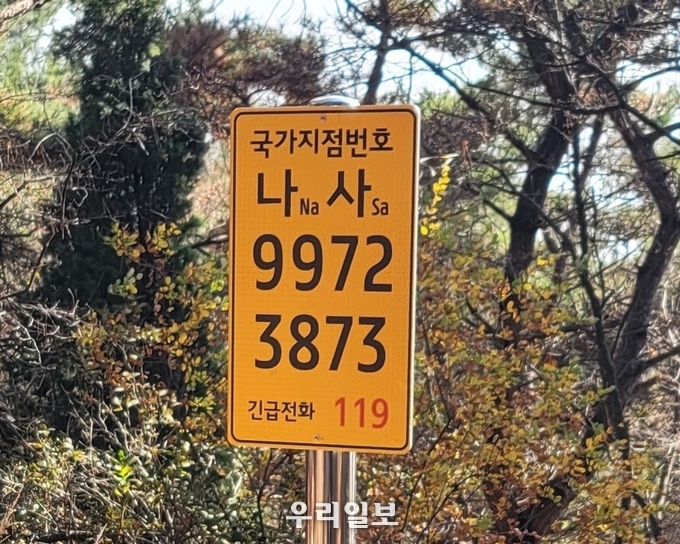 국가지점번호
나Na 사Sa
9972
3873
긴급전화 119
우리일보